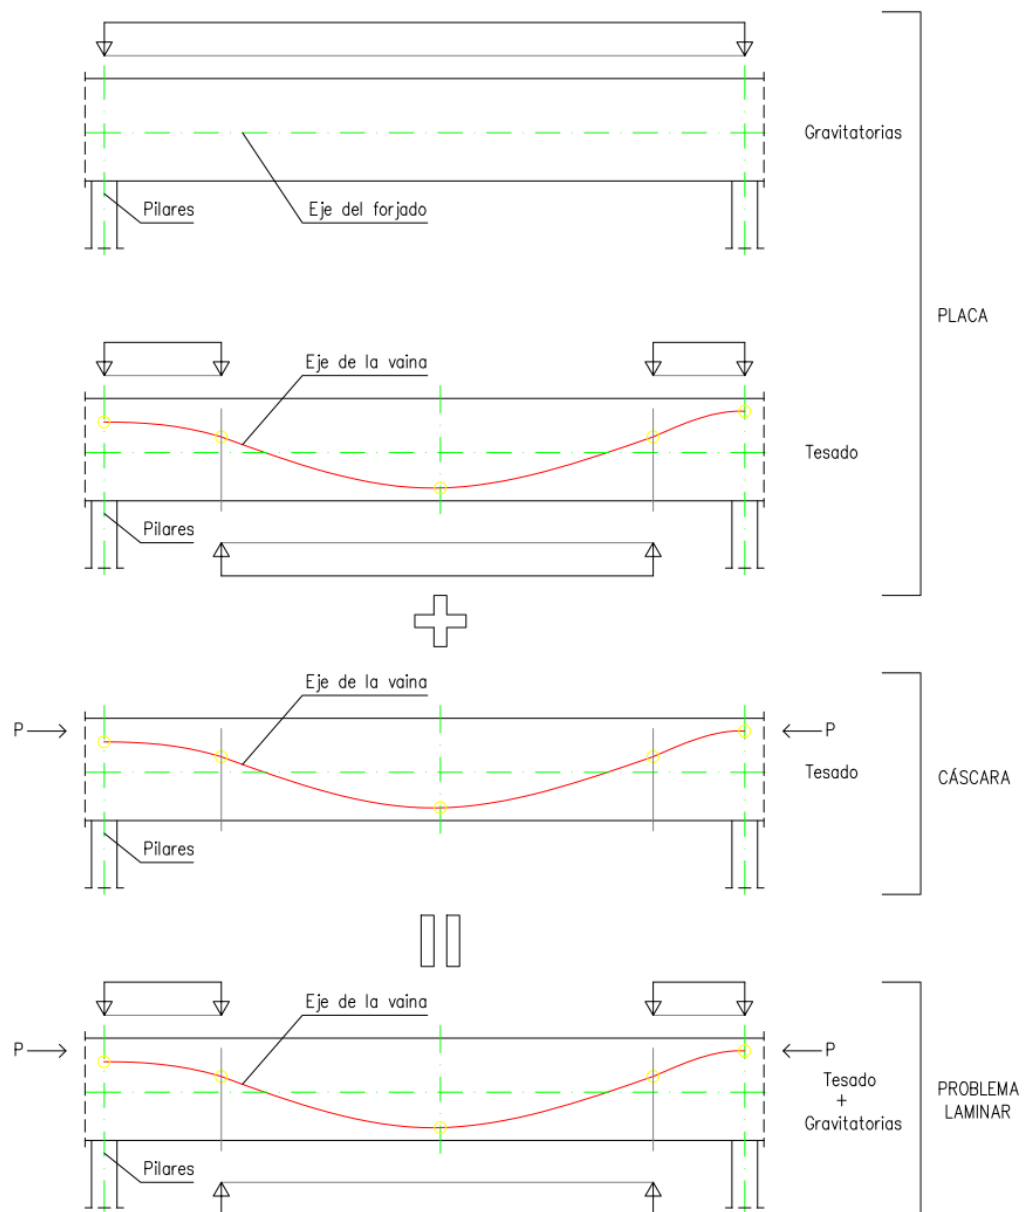 Gravitatorias
Pilares
Eje del forjado
PLACA
Eje de la vaina
Tesado
Pilares
Eje de la vaina
P
P
Tesado
CÁSCARA
Pilares
Eje de la vaina
P
P
Tesado
+
Gravitatorias
PROBLEMA
LAMINAR
Pilares